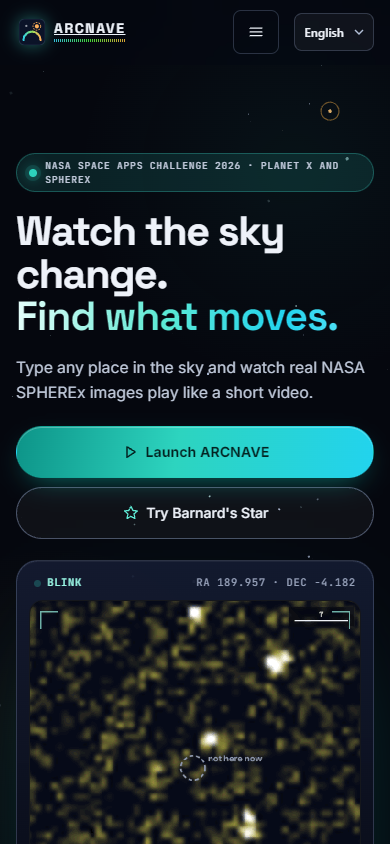 ARCNAVE
English
NASA SPACE APPS CHALLENGE 2026 · PLANET X AND
SPHEREX
Watch the sky
change.
Find what moves.
Type any place in the sky and watch real NASA
SPHEREx images play like a short video.
Launch ARCNAVE
Try Barnard's Star
BLINK
RA 189.957 · DEC -4.182
not here now